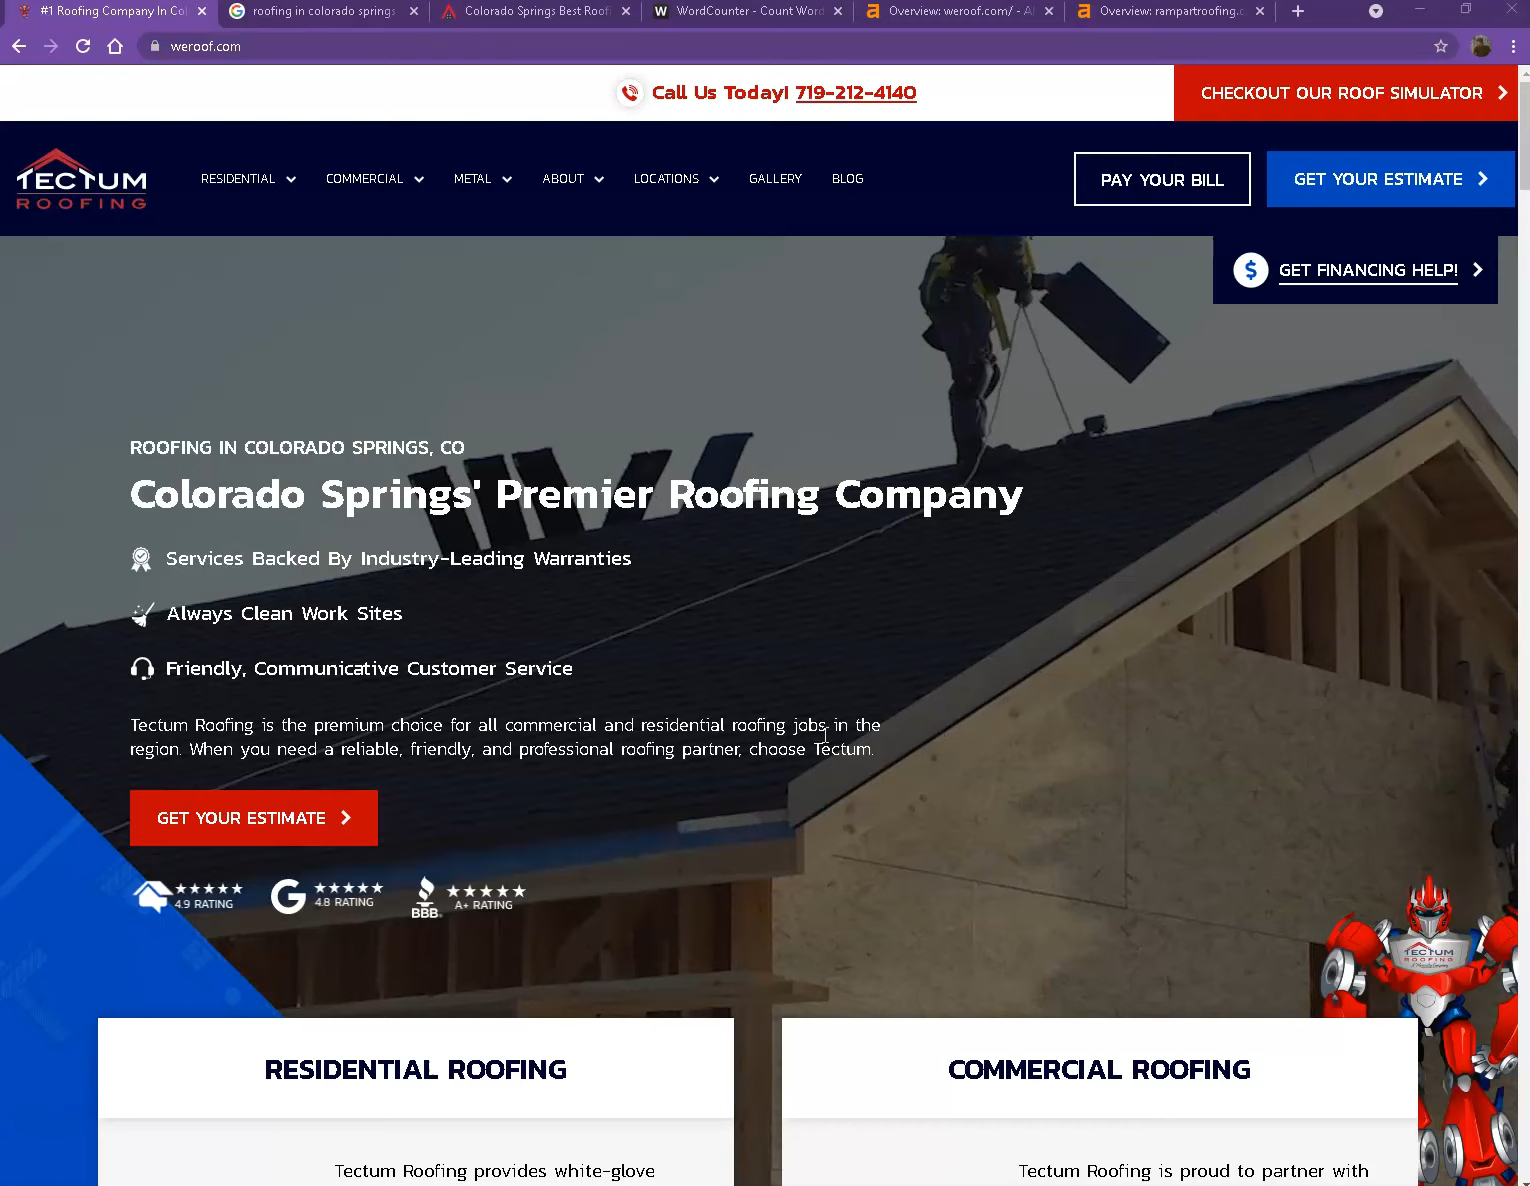 #1 Roofing Company In Col
roofing in colorado springs
Colorado Springs Best Roofi
WordCounter - Count Word
Overview: weroof.com/ - A
Overview: rampartroofing.c
weroof.com
Call Us Today! 719-212-4140
CHECKOUT OUR ROOF SIMULATOR
TECTUM
ROOFING
RESIDENTIAL
COMMERCIAL
METAL
ABOUT
LOCATIONS
GALLERY
BLOG
PAY YOUR BILL
GET YOUR ESTIMATE
$ GET FINANCING HELP!
ROOFING IN COLORADO SPRINGS, CO
Colorado Springs' Premier Roofing Company
Services Backed By Industry-Leading Warranties
Always Clean Work Sites
Friendly, Communicative Customer Service
Tectum Roofing is the premium choice for all commercial and residential roofing jobs in the
region. When you need a reliable, friendly, and professional roofing partner, choose Tectum.
GET YOUR ESTIMATE
4.9 RATING
G
4.8 RATING
BBB
A+ RATING
TECTUM
ROOFING
RESIDENTIAL ROOFING
COMMERCIAL ROOFING
Tectum Roofing provides white-glove
Tectum Roofing is proud to partner with